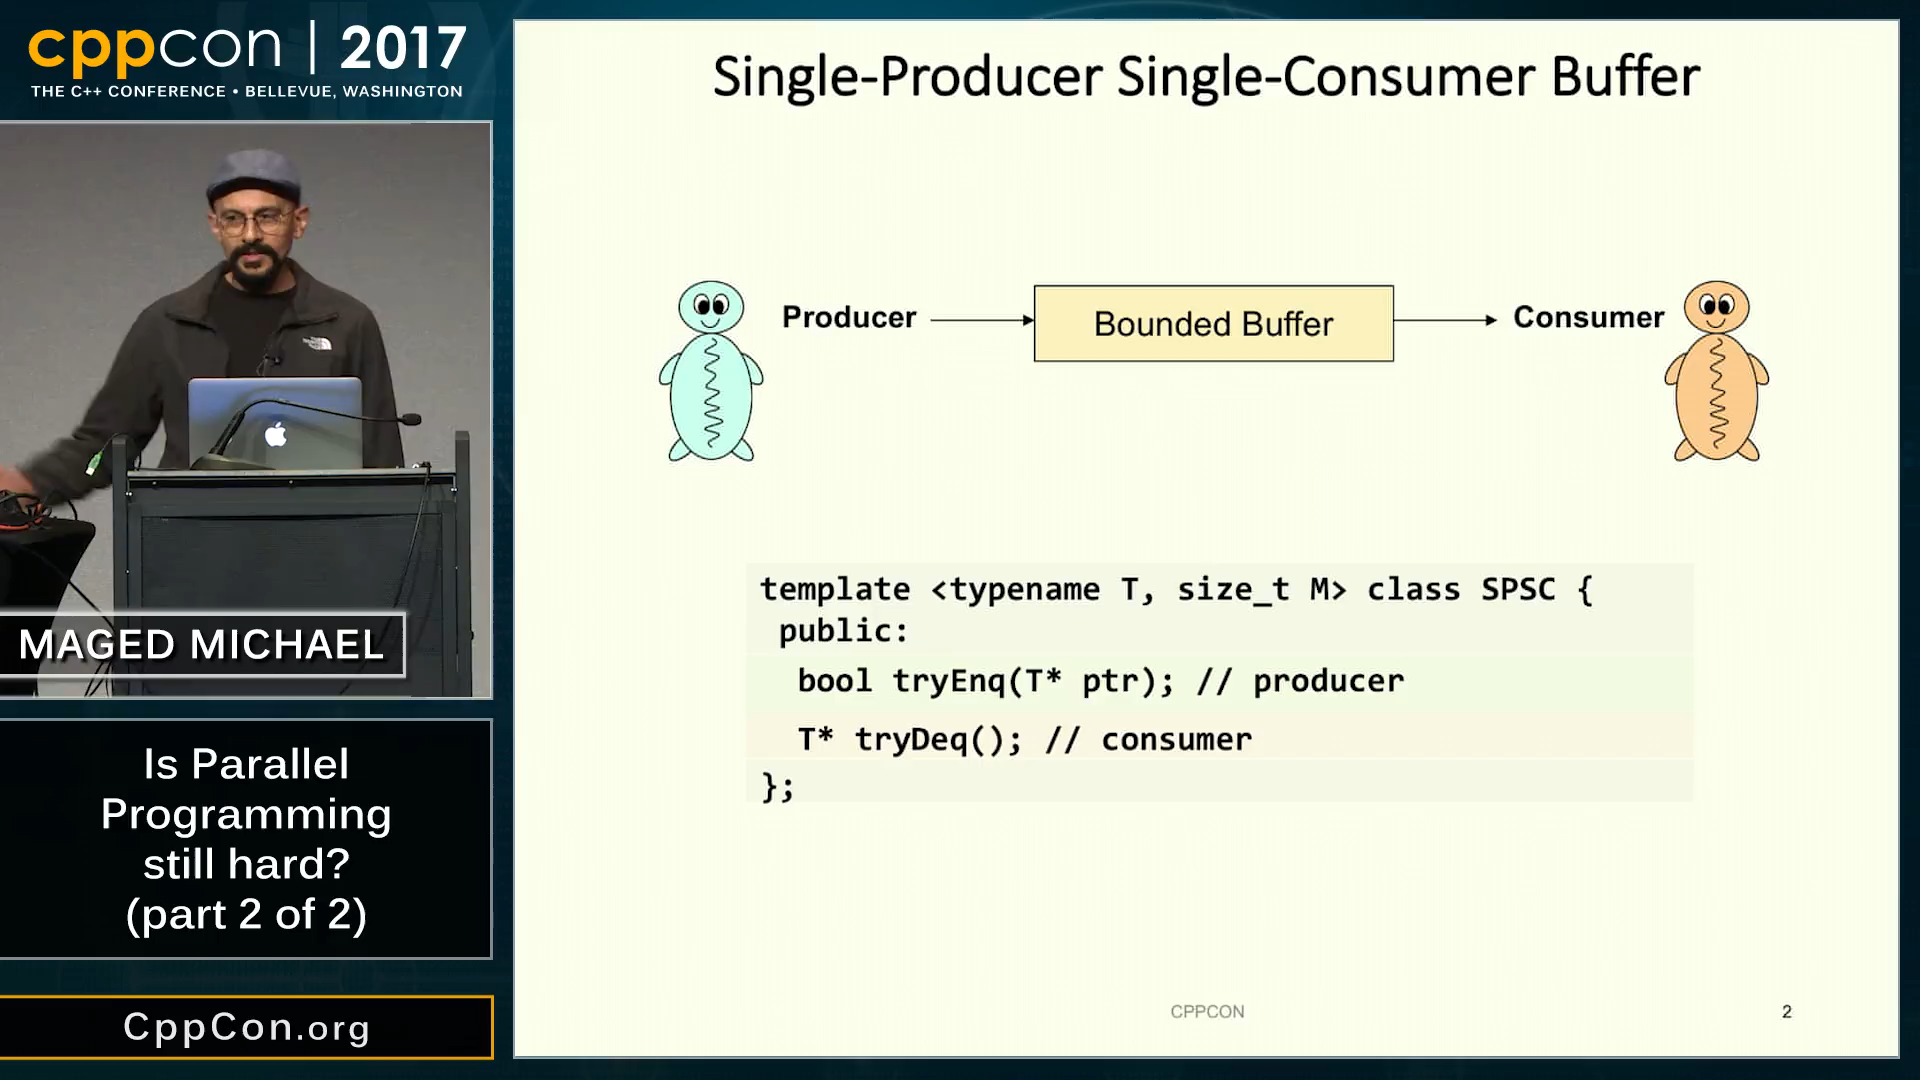 cppcon | 2017
THE C++ CONFERENCE • BELLEVUE, WASHINGTON
MAGED MICHAEL
Is Parallel
Programming
still hard?
(part 2 of 2)
CppCon.org
Single-Producer Single-Consumer Buffer
Producer
Bounded Buffer
Consumer
template <typename T, size_t M> class SPSC {
public:
bool tryEnq(T* ptr); // producer
T* tryDeq(); // consumer
};
CPPCON
2